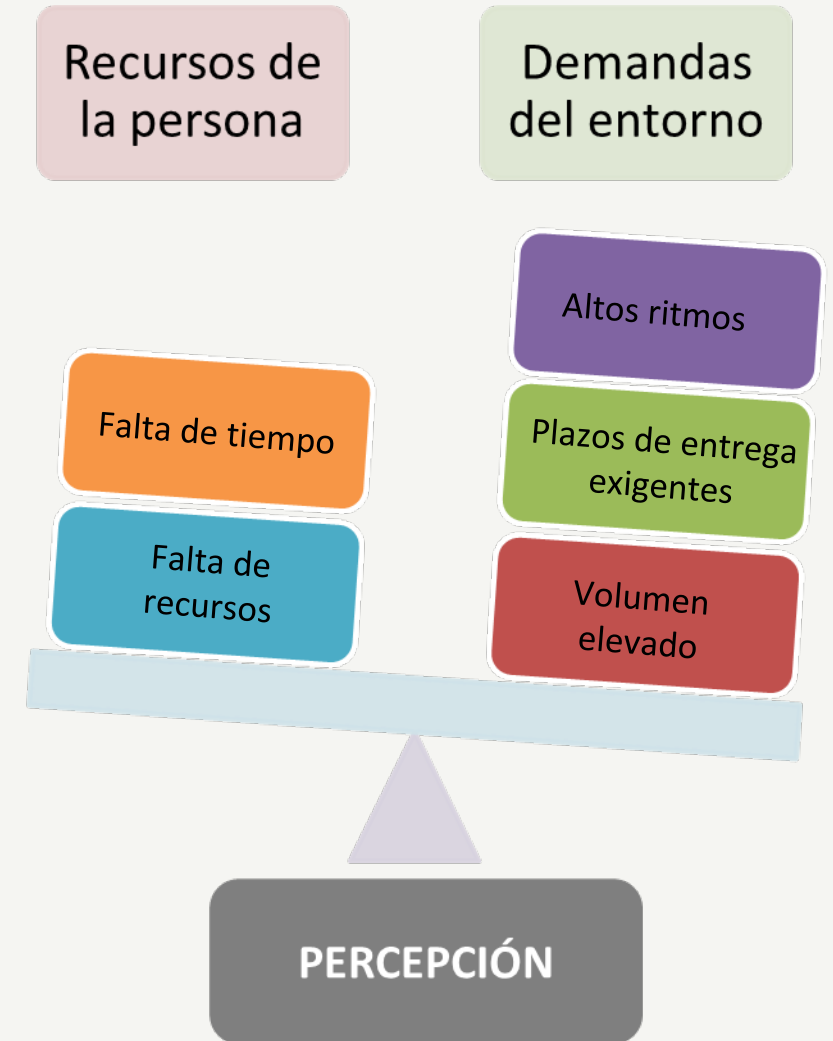 Recursos de
la persona
Demandas
del entorno
Falta de tiempo
Falta de
recursos
Altos ritmos
Plazos de entrega
exigentes
Volumen
elevado
PERCEPCIÓN